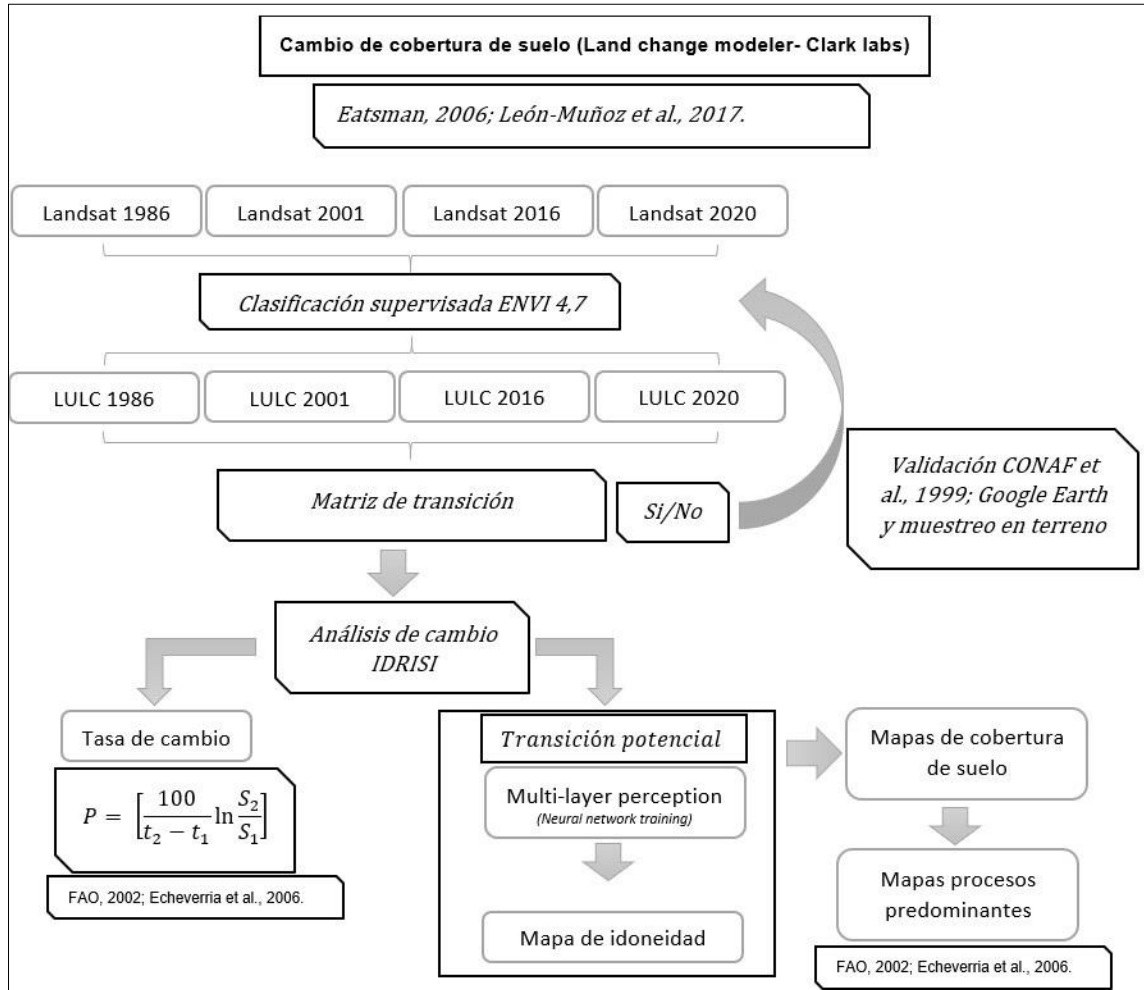 Cambio de cobertura de suelo (Land change modeler- Clark labs)
Eatsman, 2006; León-Muñoz et al., 2017.
Landsat 1986
Landsat 2001
Landsat 2016
Landsat 2020
Clasificación supervisada ENVI 4,7
LULC 1986
LULC 2001
LULC 2016
LULC 2020
Matriz de transición
Si/No
Validación CONAF et
al., 1999; Google Earth
y muestreo en terreno
Análisis de cambio
IDRISI
Tasa de cambio
P = [100/(t₂ − t₁) ln S₂/S₁]
FAO, 2002; Echeverria et al., 2006.
Transición potencial
Multi-layer perception
(Neural network training)
Mapa de idoneidad
Mapas de cobertura
de suelo
Mapas procesos
predominantes
FAO, 2002; Echeverria et al., 2006.